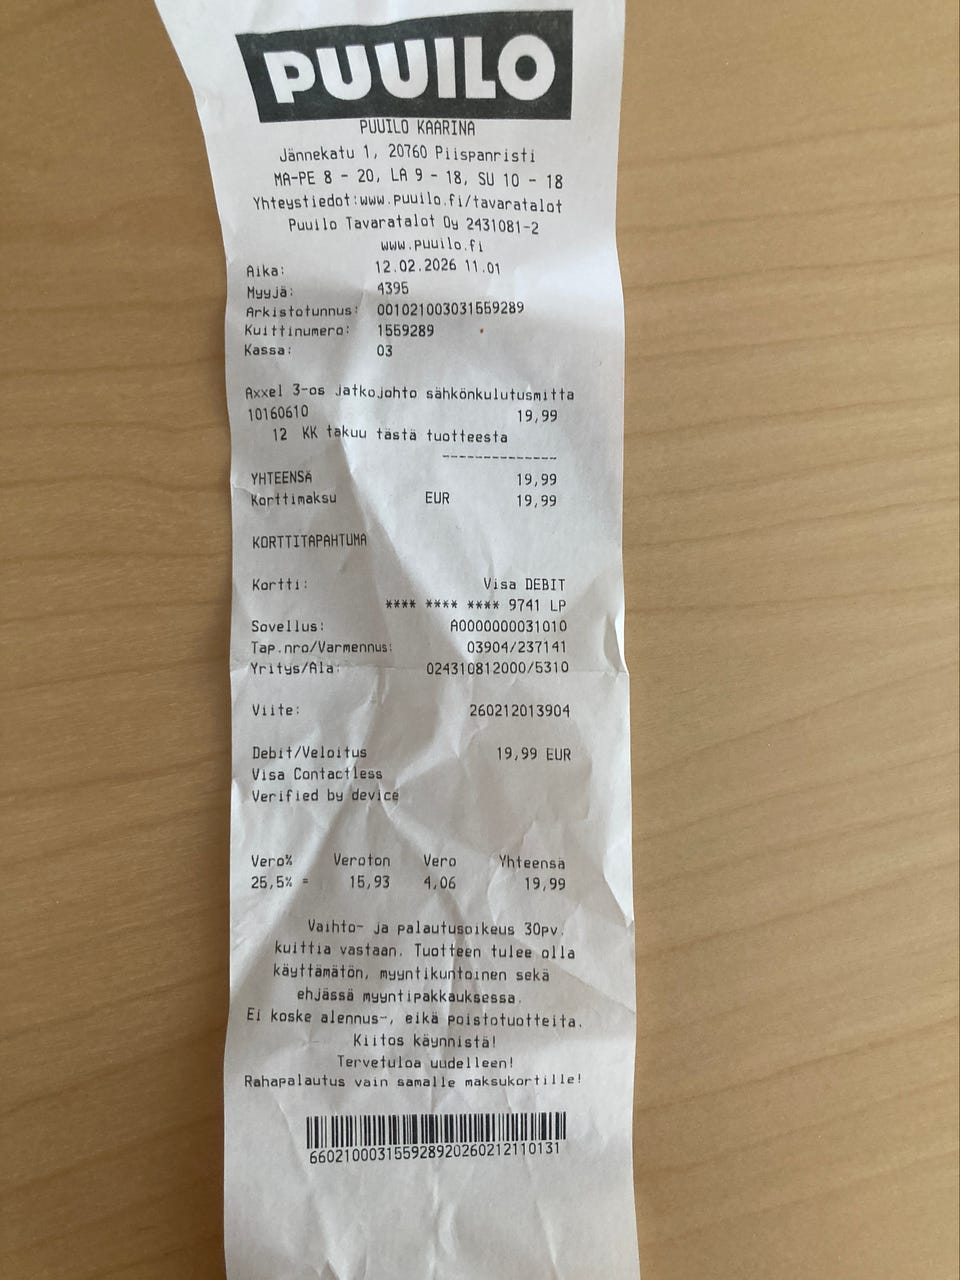 PUUILO
PUUILO KAARINA
Jännekatu 1, 20760 Piispanristi
MA-PE 8 - 20, LA 9 - 18, SU 10 - 18
Yhteystiedot:www.puuilo.fi/tavaratalot
Puuilo Tavaratalot Oy 2431081-2
www.puuilo.fi
Aika: 12.02.2026 11.01
Myyjä: 4395
Arkistotunnus: 001021003031559289
Kuittinumero: 1559289
Kassa: 03
Axxel 3-os jatkojohto sähkönkulutusmitta
10160610 19,99
12 KK takuu tästä tuotteesta
--------------
YHTEENSÄ 19,99
Korttimaksu EUR 19,99
KORTTITAPAHTUMA
Kortti: Visa DEBIT
**** **** **** 9741 LP
Sovellus: A0000000031010
Tap.nro/Varmennus: 03904/237141
Yritys/Ala: 024310812000/5310
Viite: 260212013904
Debit/Veloitus 19,99 EUR
Visa Contactless
Verified by device
Vero% Veroton Vero Yhteensä
25,5% = 15,93 4,06 19,99
Vaihto- ja palautusoikeus 30pv.
kuittia vastaan. Tuotteen tulee olla
käyttämätön, myyntikuntoinen sekä
ehjässä myyntipakkauksessa.
Ei koske alennus-, eikä poistotuotteita.
Kiitos käynnistä!
Tervetuloa uudelleen!
Rahapalautus vain samalle maksukortille!
660210003155928920260212110131